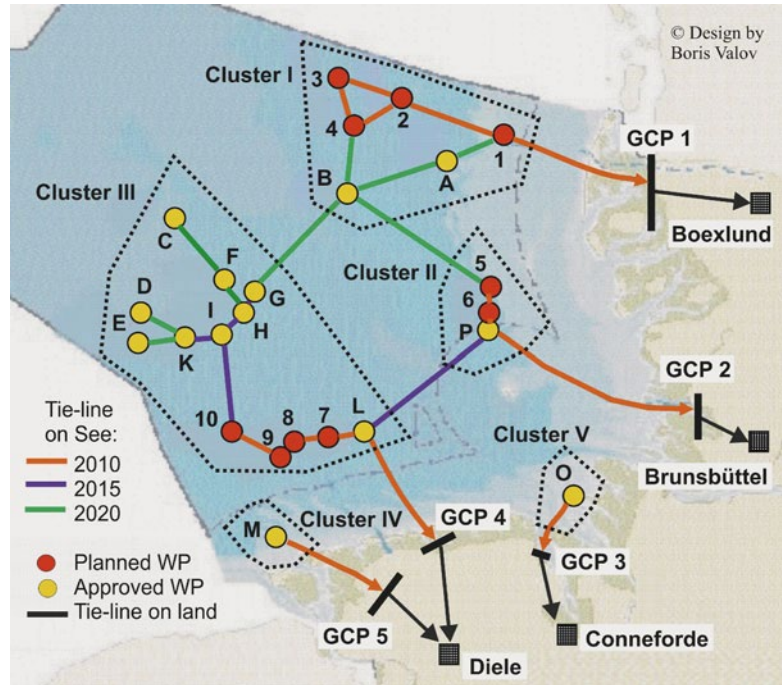 © Design by
Boris Valov
Cluster I
3
2
4
1
GCP 1
A
B
Boexlund
Cluster III
C
Cluster II
F
5
D
G
6
I
H
P
E
K
GCP 2
Tie-line
on See:
2010
2015
2020
10
8
7
L
9
Brunsbüttel
Cluster V
O
M
Cluster IV
GCP 4
GCP 3
Planned WP
Approved WP
Tie-line on land
GCP 5
Conneforde
Diele